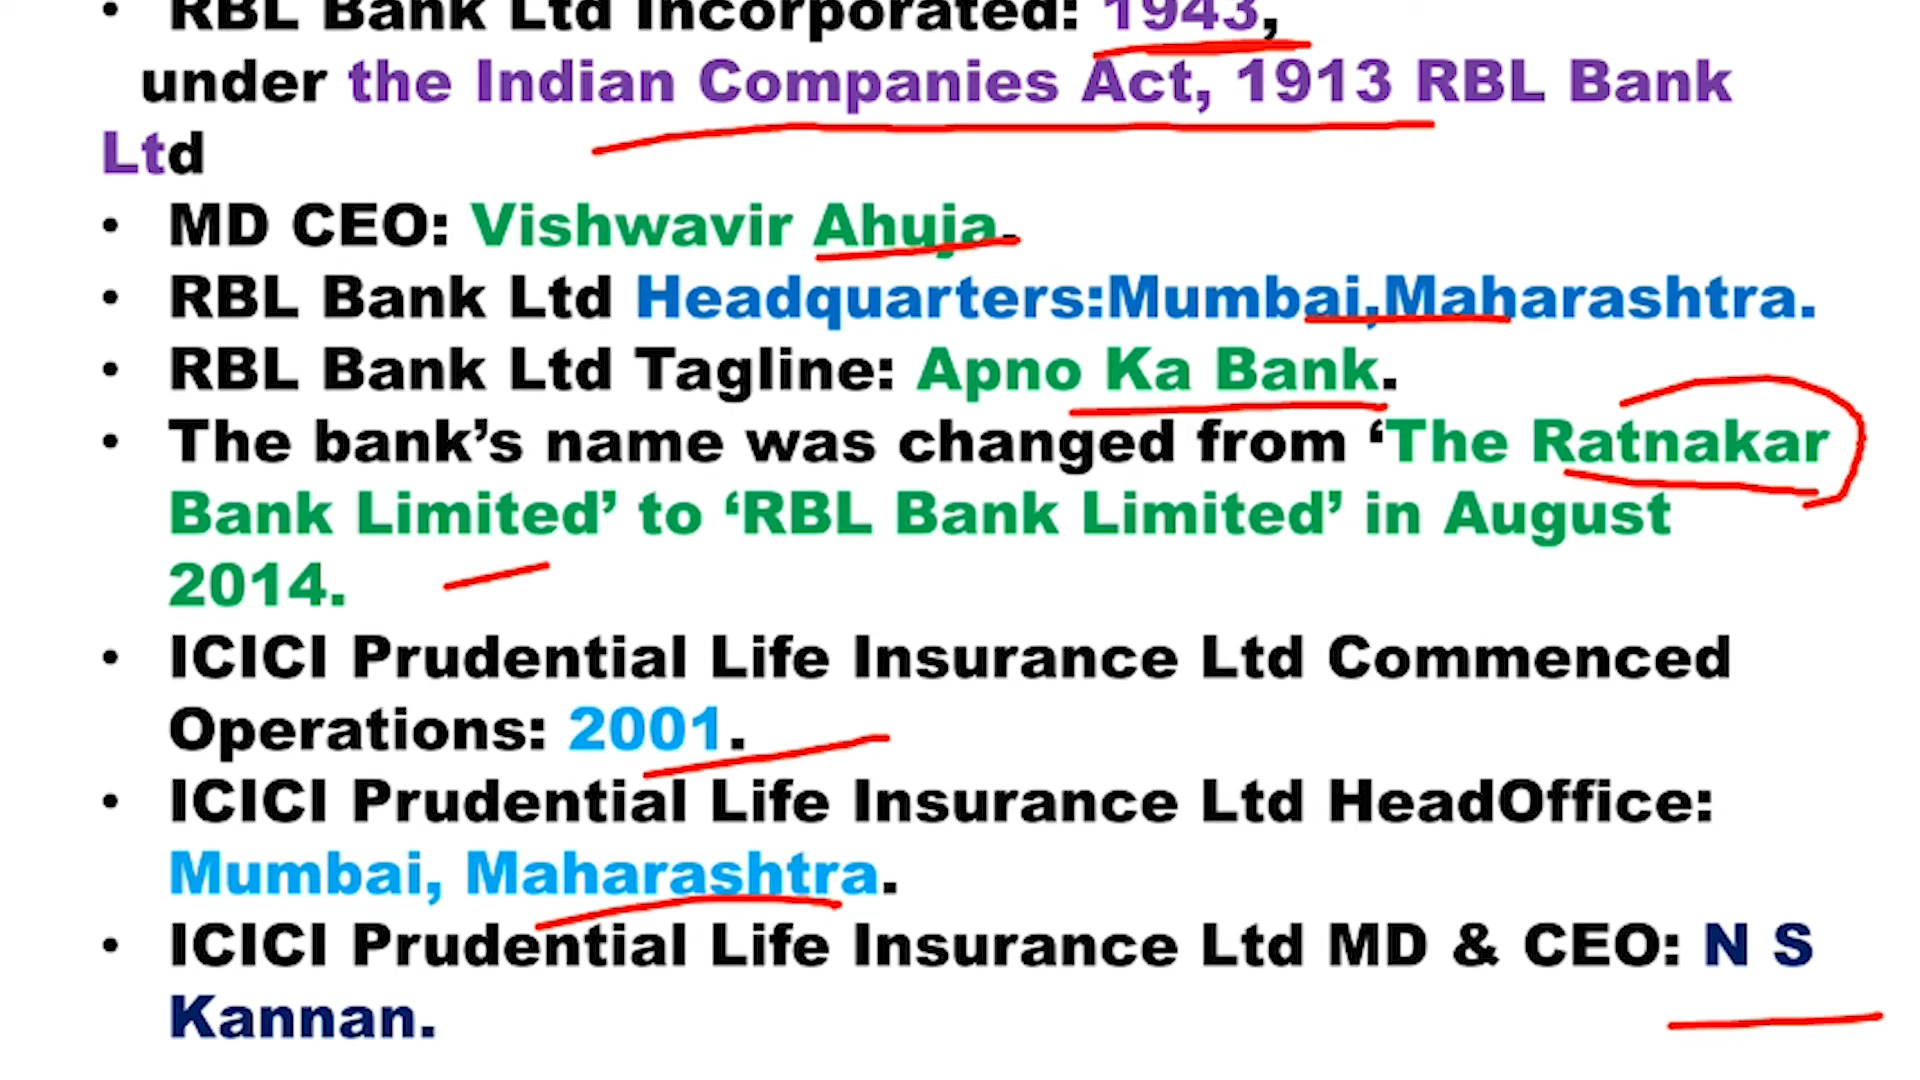 • RBL Bank Ltd Incorporated: 1943,
under the Indian Companies Act, 1913 RBL Bank
Ltd
• MD CEO: Vishwavir Ahuja.
• RBL Bank Ltd Headquarters:Mumbai,Maharashtra.
• RBL Bank Ltd Tagline: Apno Ka Bank.
• The bank’s name was changed from ‘The Ratnakar
Bank Limited’ to ‘RBL Bank Limited’ in August
2014.
• ICICI Prudential Life Insurance Ltd Commenced
Operations: 2001.
• ICICI Prudential Life Insurance Ltd HeadOffice:
Mumbai, Maharashtra.
• ICICI Prudential Life Insurance Ltd MD & CEO: N S
Kannan.